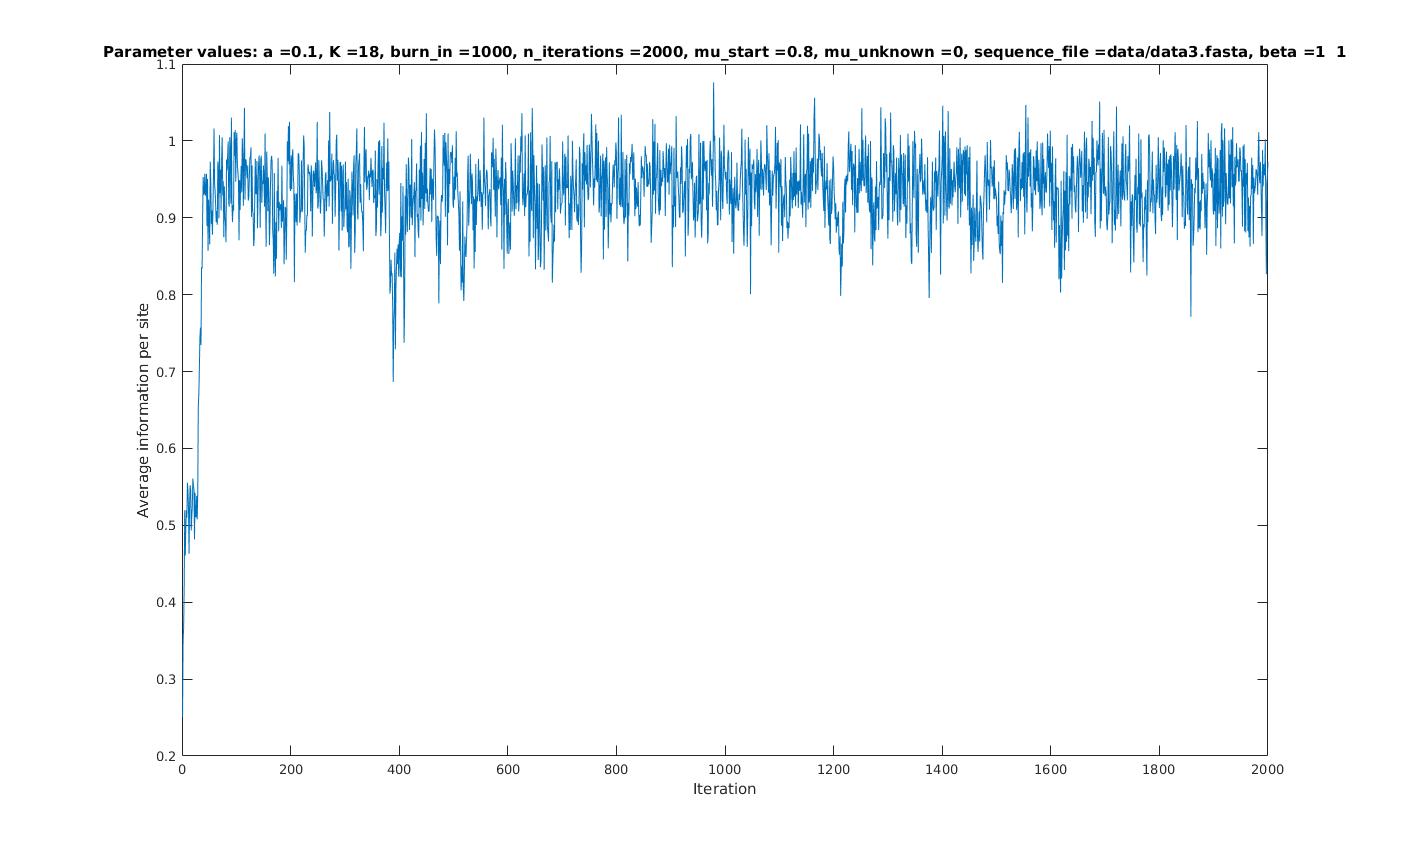 Parameter values: a =0.1, K =18, burn_in =1000, n_iterations =2000, mu_start =0.8, mu_unknown =0, sequence_file =data/data3.fasta, beta =1  1
1.1
1
0.9
0.8
0.7
0.6
0.5
0.4
0.3
0.2
Average information per site
0 200 400 600 800 1000 1200 1400 1600 1800 2000
Iteration